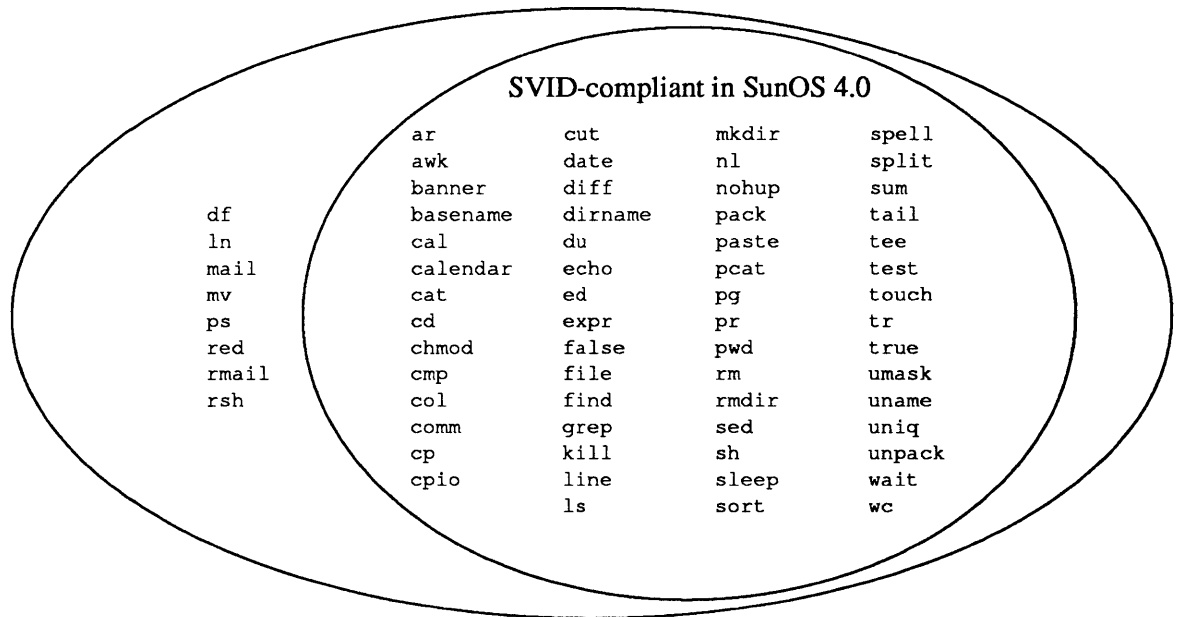 SVID-compliant in SunOS 4.0
ar cut mkdir spell
awk date nl split
banner diff nohup sum
df basename dirname pack tail
ln cal du paste tee
mail calendar echo pcat test
mv cat ed pg touch
ps cd expr pr tr
red chmod false pwd true
rmail cmp file rm umask
rsh col find rmdir uname
comm grep sed uniq
cp kill sh unpack
cpio line sleep wait
ls sort wc